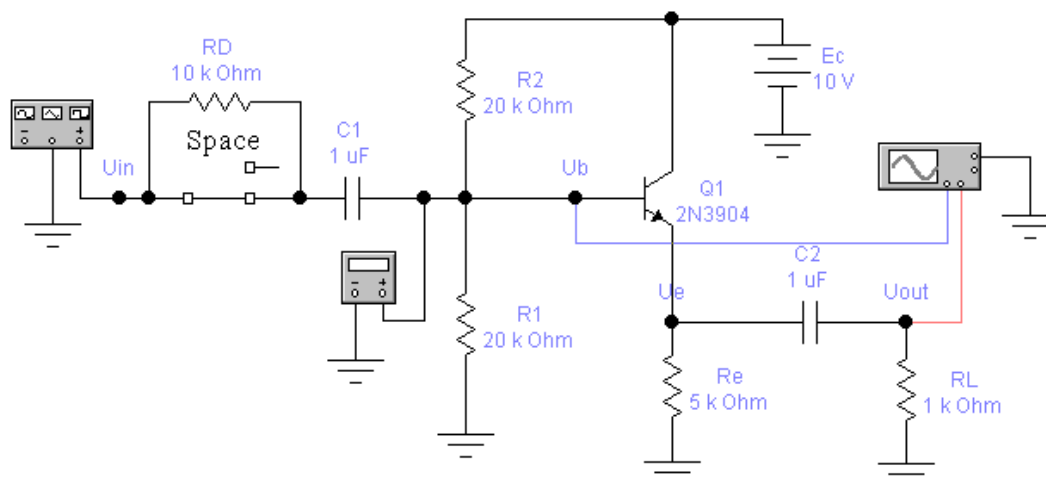 RD
10 k Ohm
Space
Uin
C1
1 uF
R2
20 k Ohm
Ub
Ec
10 V
Q1
2N3904
− +
− +
R1
20 k Ohm
C2
1 uF
Ue
Uout
Re
5 k Ohm
RL
1 k Ohm